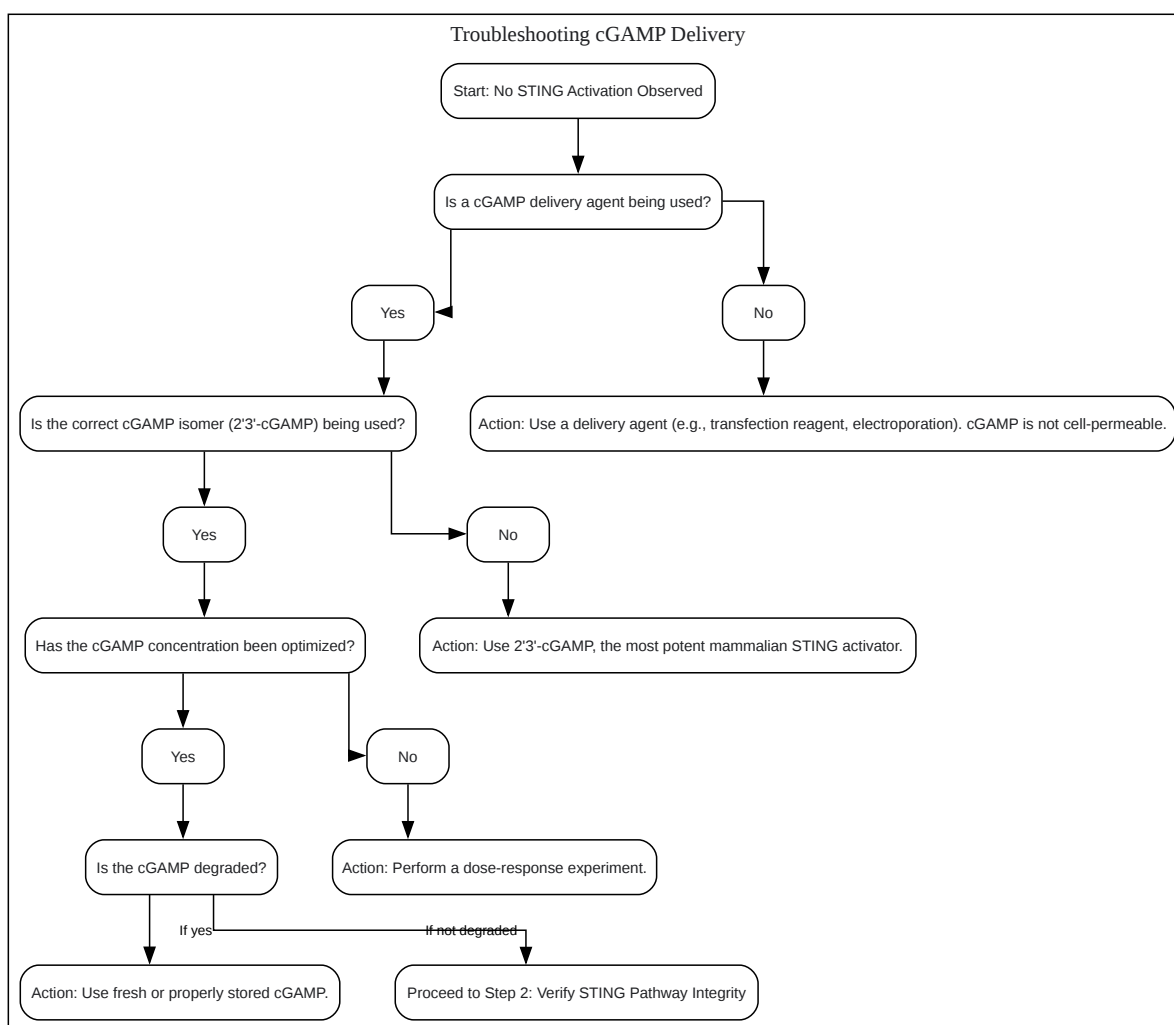 Troubleshooting cGAMP Delivery
Start: No STING Activation Observed
Is a cGAMP delivery agent being used?
Yes
No
Is the correct cGAMP isomer (2'3'-cGAMP) being used?
Action: Use a delivery agent (e.g., transfection reagent, electroporation). cGAMP is not cell-permeable.
Yes
No
Has the cGAMP concentration been optimized?
Action: Use 2'3'-cGAMP, the most potent mammalian STING activator.
Yes
No
Is the cGAMP degraded?
Action: Perform a dose-response experiment.
If yes
If not degraded
Action: Use fresh or properly stored cGAMP.
Proceed to Step 2: Verify STING Pathway Integrity